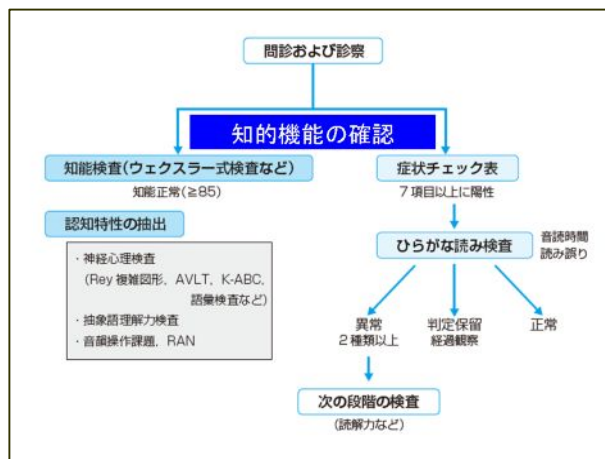 問診および診察
知的機能の確認
知能検査(ウェクスラー式検査など)
知能正常(≧85)
認知特性の抽出
・神経心理検査
(Rey 複雑図形, AVLT, K-ABC,
語彙検査など)
・抽象語理解力検査
・音韻操作課題, RAN
症状チェック表
7 項目以上に陽性
ひらがな読み検査
音読時間
読み誤り
異常
2 種類以上
判定保留
経過観察
正常
次の段階の検査
(読解力など)